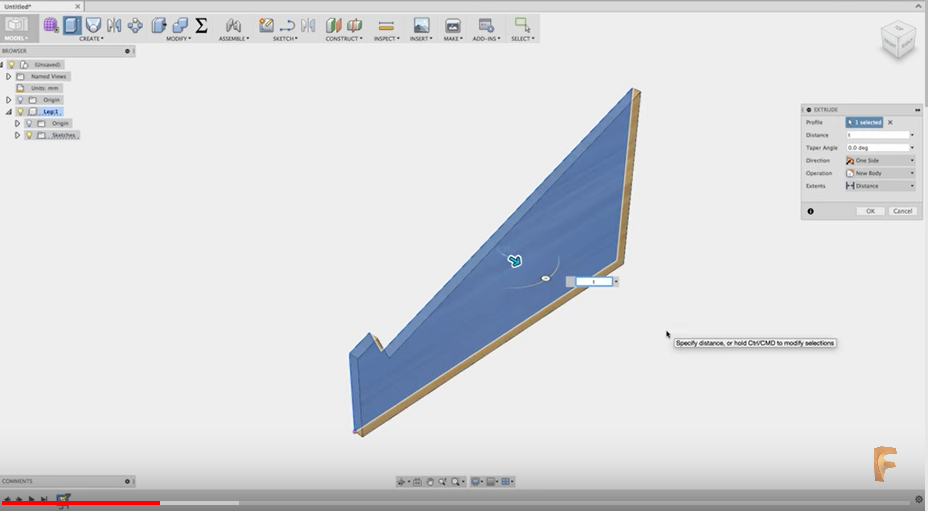 Untitled*
MODEL
CREATE
MODIFY
ASSEMBLE
SKETCH
CONSTRUCT
INSPECT
INSERT
MAKE
ADD-INS
SELECT
BROWSER
(Unsaved)
Named Views
Units: mm
Origin
Leg:1
Origin
Sketches
EXTRUDE
Profile 1 selected
Distance t
Taper Angle 0.0 deg
Direction One Side
Operation New Body
Extents Distance
OK Cancel
t
Specify distance, or hold Ctrl/CMD to modify selections
COMMENTS
F